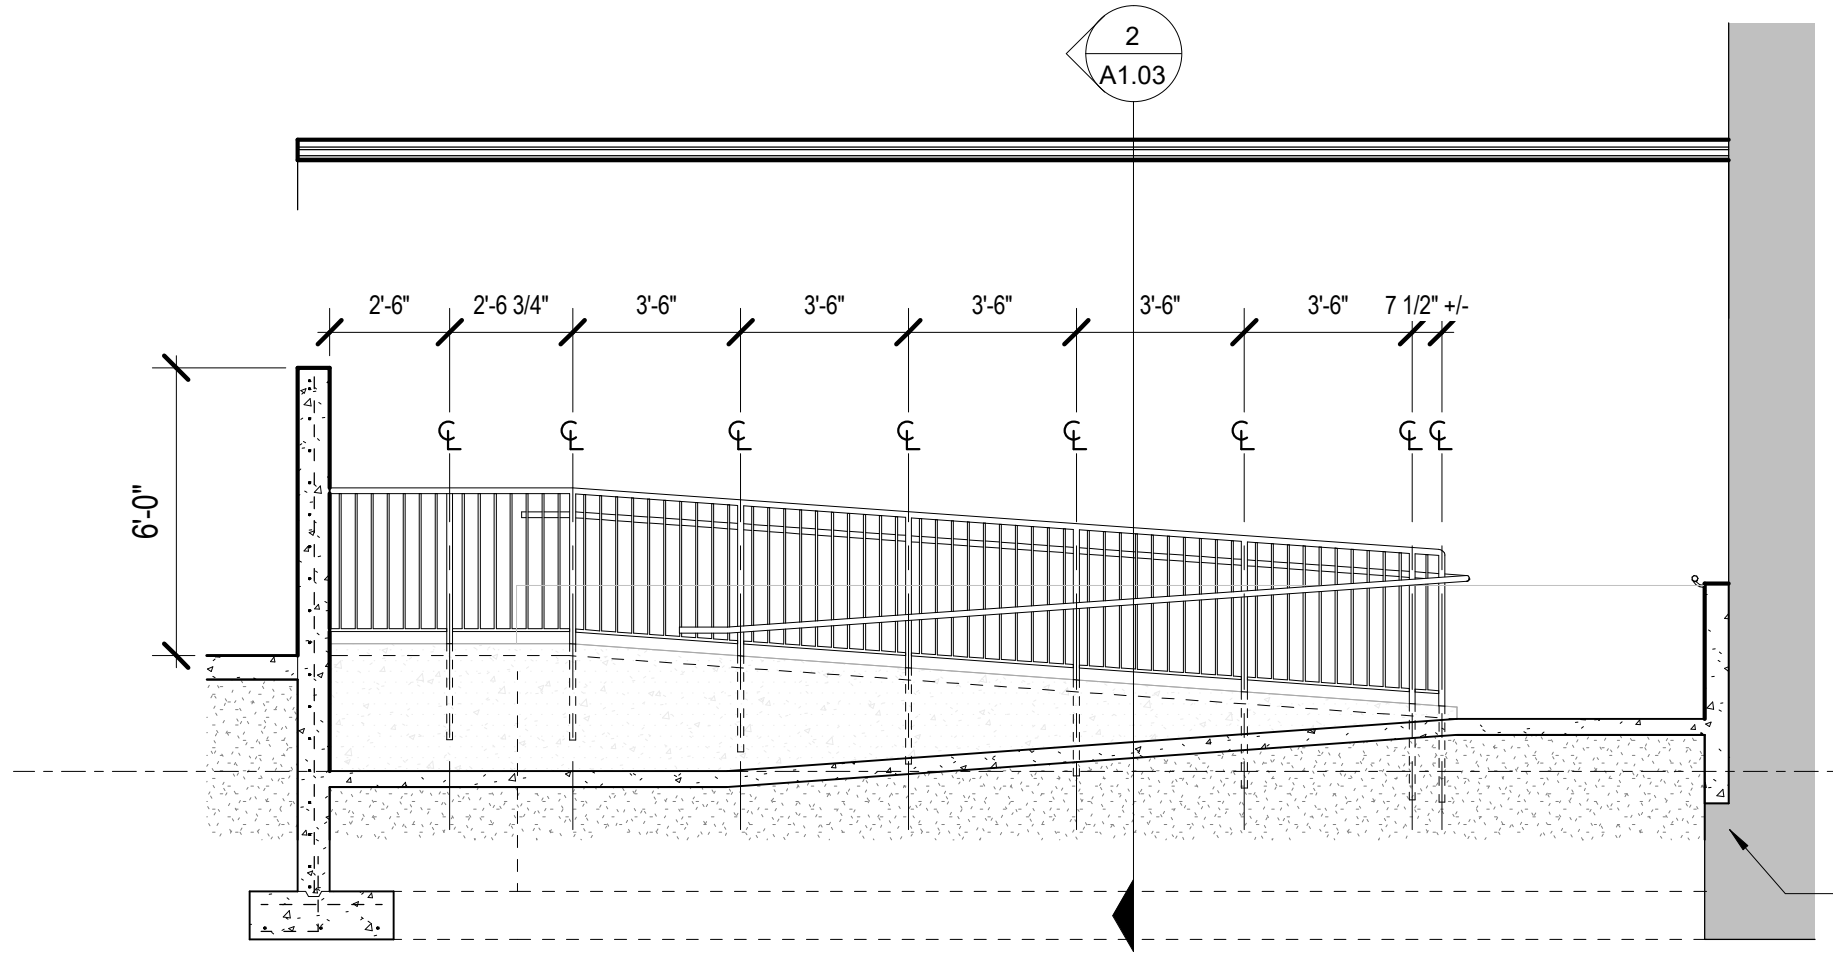 2
A1.03
2'-6" 2'-6 3/4" 3'-6" 3'-6" 3'-6" 3'-6" 3'-6" 7 1/2" +/-
℄ ℄ ℄ ℄ ℄ ℄ ℄ ℄
6'-0"